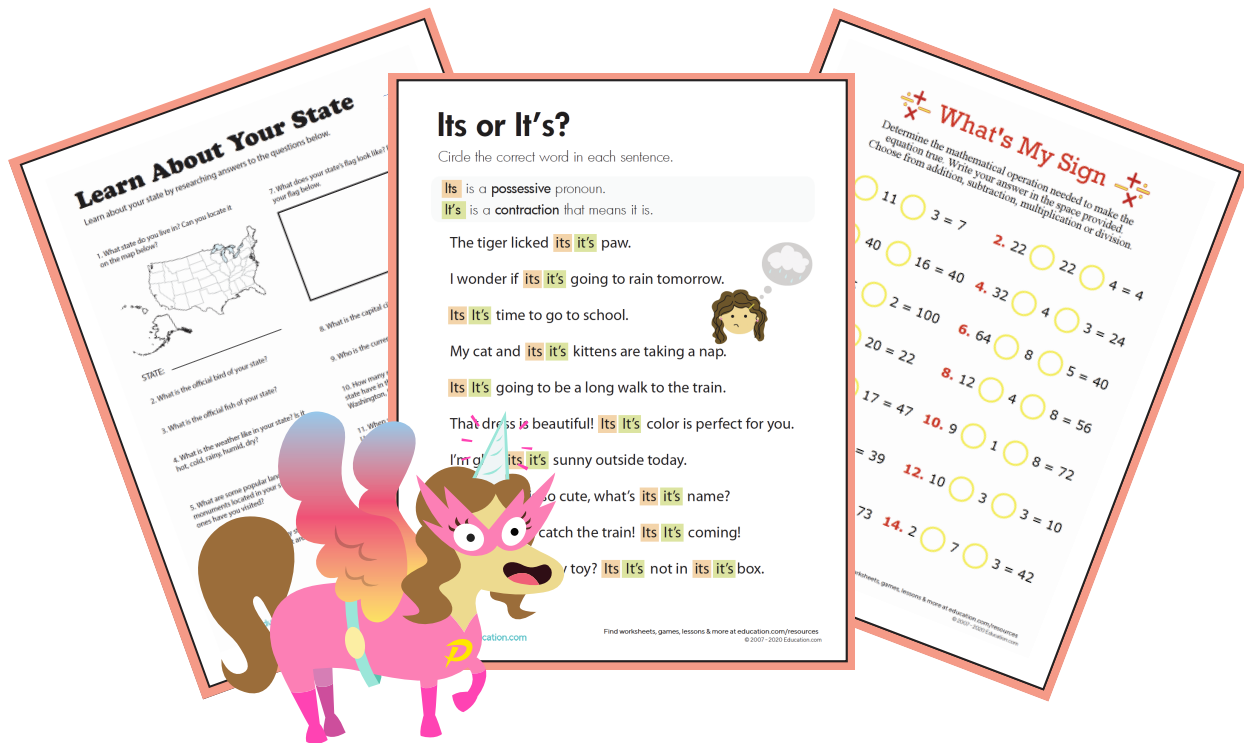 Learn About Your State
Learn about your state by researching answers to the questions below.
1. What state do you live in? Can you locate it
on the map below?
STATE:
2. What is the official bird of your state?
3. What is the official fish of your state?
4. What is the weather like in your state? Is it
hot, cold, rainy, humid, dry?
5. What are some popular
monuments located in your
ones have you visited?
7. What does your state's flag look like?
your flag below.
8. What is the capital
9. Who is the
10. How many
state have in
Washington,
11. When
Its or It's?
Circle the correct word in each sentence.
Its is a possessive pronoun.
It's is a contraction that means it is.
The tiger licked its it's paw.
I wonder if its it's going to rain tomorrow.
Its It's time to go to school.
My cat and its it's kittens are taking a nap.
Its It's going to be a long walk to the train.
That dress is beautiful! Its It's color is perfect for you.
I'm its it's sunny outside today.
so cute, what's its it's name?
catch the train! Its It's coming!
toy? Its It's not in its it's box.
Find worksheets, games, lessons & more at education.com/resources
© 2007 - 2020 Education.com
What's My Sign
Determine the mathematical operation needed to make the
equation true. Write your answer in the space provided.
Choose from addition, subtraction, multiplication or division.
11 3 = 7
2. 22 22 4 = 4
40 16 = 40
4. 32 4 3 = 24
2 = 100
6. 64 8 5 = 40
20 = 22
8. 12 4 8 = 56
17 = 47
10. 9 1 8 = 72
= 39
12. 10 3 3 = 10
73
14. 2 7 3 = 42
worksheets, games, lessons & more at education.com/resources
© 2007 - 2020 Education.com